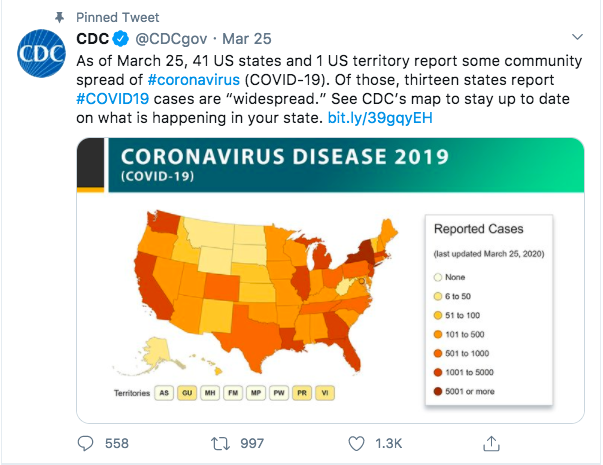 Pinned Tweet
CDC @CDCgov · Mar 25
CDC
As of March 25, 41 US states and 1 US territory report some community
spread of #coronavirus (COVID-19). Of those, thirteen states report
#COVID19 cases are “widespread.” See CDC’s map to stay up to date
on what is happening in your state. bit.ly/39gqyEH
CORONAVIRUS DISEASE 2019
(COVID-19)
Reported Cases
(last updated March 25, 2020)
None
6 to 50
51 to 100
101 to 500
501 to 1000
1001 to 5000
5001 or more
Territories AS GU MH FM MP PW PR VI
558 997 1.3K